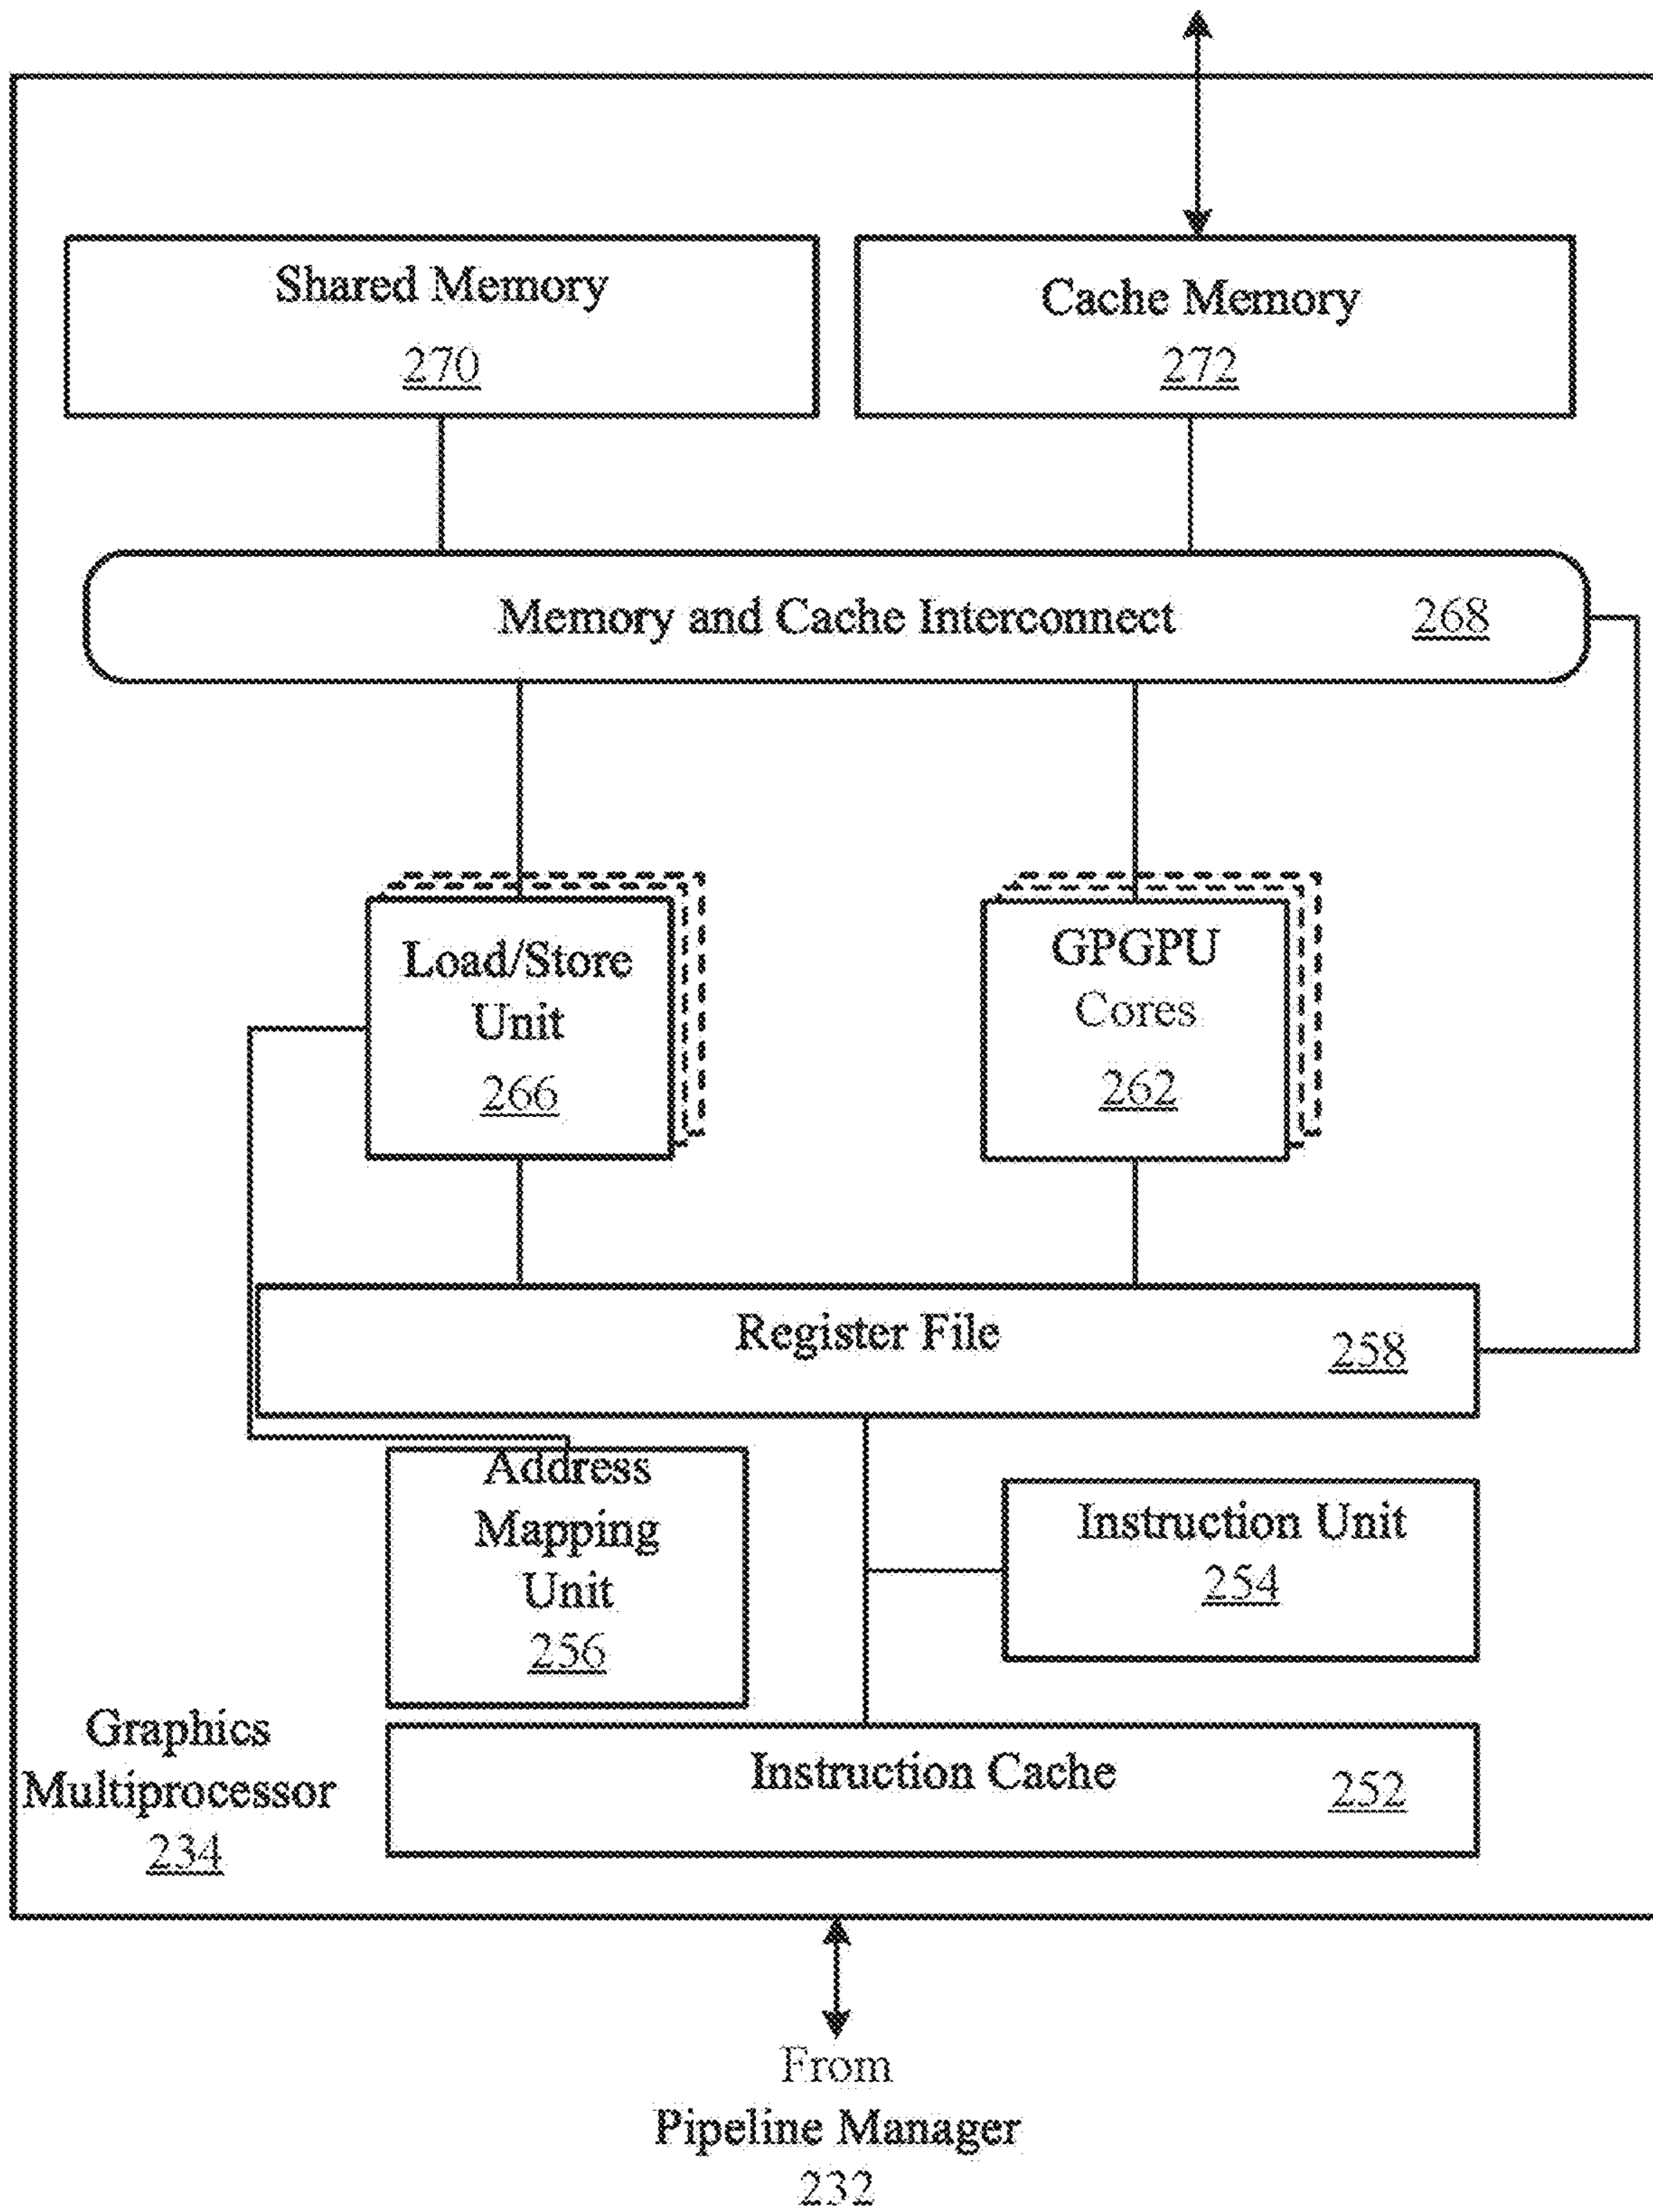 Shared Memory
270
Cache Memory
272
Memory and Cache Interconnect 268
Load/Store
Unit
266
GPGPU
Cores
262
Register File 258
Address
Mapping
Unit
256
Instruction Unit
254
Graphics
Multiprocessor
234
Instruction Cache 252
From
Pipeline Manager
232